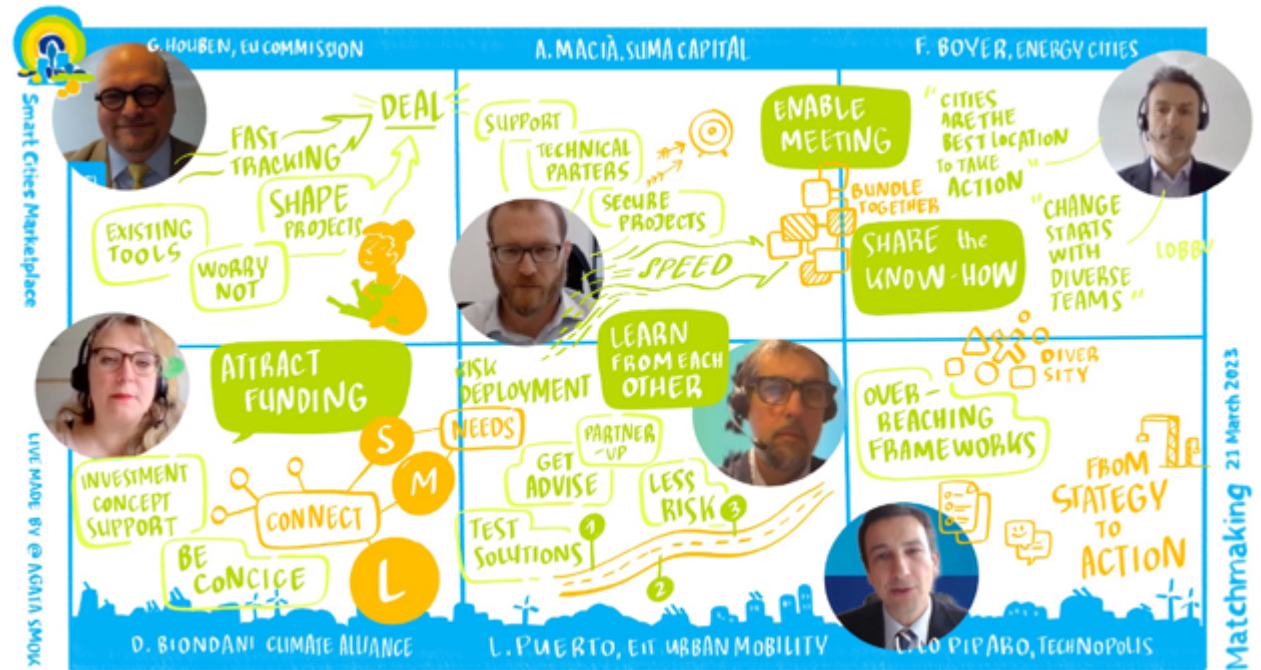 Smart Cities Marketplace
G. HOUBEN, EU COMMISSION
FAST
TRACKING
DEAL
SHAPE
PROJECTS
EXISTING
TOOLS
WORRY
NOT
A. MACIÀ, SUMA CAPITAL
SUPPORT
TECHNICAL
PARTERS
SECURE
PROJECTS
SPEED
F. BOYER, ENERGY CITIES
ENABLE
MEETING
"CITIES
ARE THE
BEST LOCATION
TO TAKE
ACTION"
BUNDLE
TOGETHER
SHARE the
KNOW-HOW
"CHANGE
STARTS
WITH
DIVERSE
TEAMS"
LOBBY
ATTRACT
FUNDING
INVESTMENT
CONCEPT
SUPPORT
BE
CONCICE
CONNECT
S
M
L
NEEDS
D. BIONDANI CLIMATE ALLIANCE
RISK
DEPLOYMENT
LEARN
FROM EACH
OTHER
PARTNER
-UP
GET
ADVISE
LESS
RISK
TEST
SOLUTIONS
1
2
3
L. PUERTO, EIT URBAN MOBILITY
DIVER
SITY
OVER-
REACHING
FRAMEWORKS
FROM
STATEGY
TO
ACTION
LO PIPARO, TECHNOPOLIS
LIVE MADE BY @AGATA SMOK
Matchmaking 21 March 2023